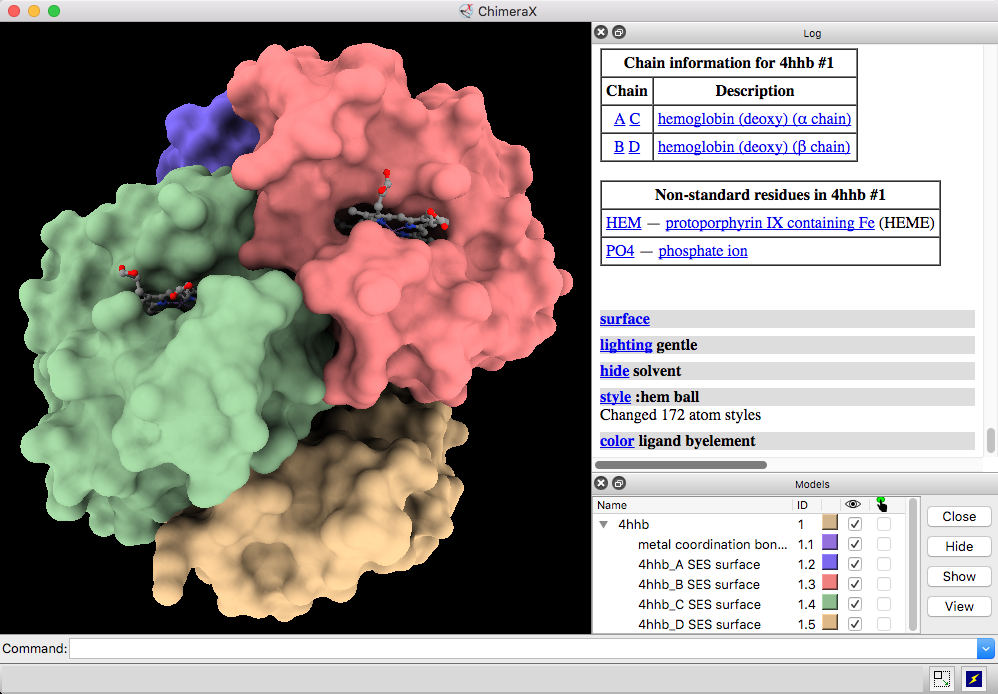 ChimeraX
Log
Chain information for 4hhb #1
Chain Description
A C hemoglobin (deoxy) (α chain)
B D hemoglobin (deoxy) (β chain)
Non-standard residues in 4hhb #1
HEM — protoporphyrin IX containing Fe (HEME)
PO4 — phosphate ion
surface
lighting gentle
hide solvent
style :hem ball
Changed 172 atom styles
color ligand byelement
Models
Name ID
4hhb 1
metal coordination bon... 1.1
4hhb_A SES surface 1.2
4hhb_B SES surface 1.3
4hhb_C SES surface 1.4
4hhb_D SES surface 1.5
Close
Hide
Show
View
Command: